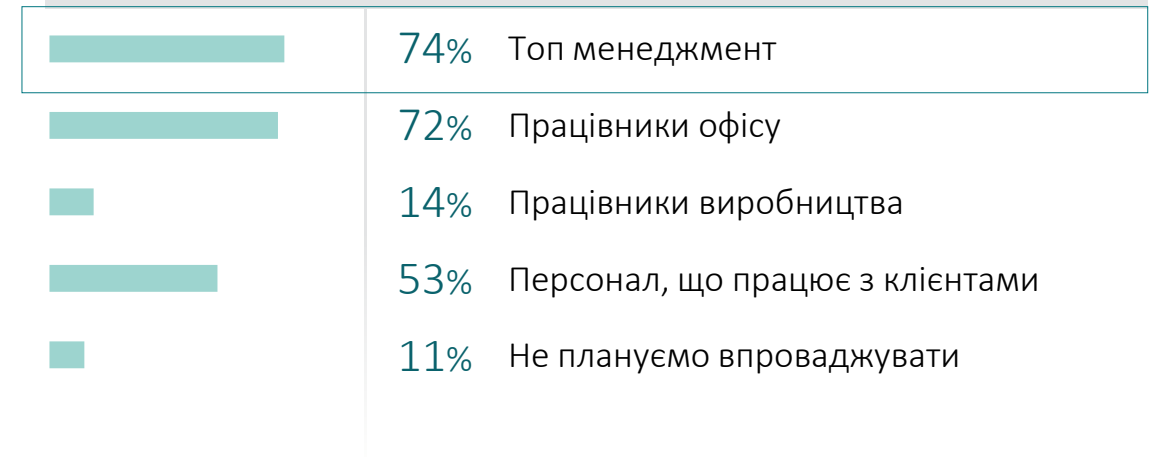 74% Топ менеджмент
72% Працівники офісу
14% Працівники виробництва
53% Персонал, що працює з клієнтами
11% Не плануємо впроваджувати